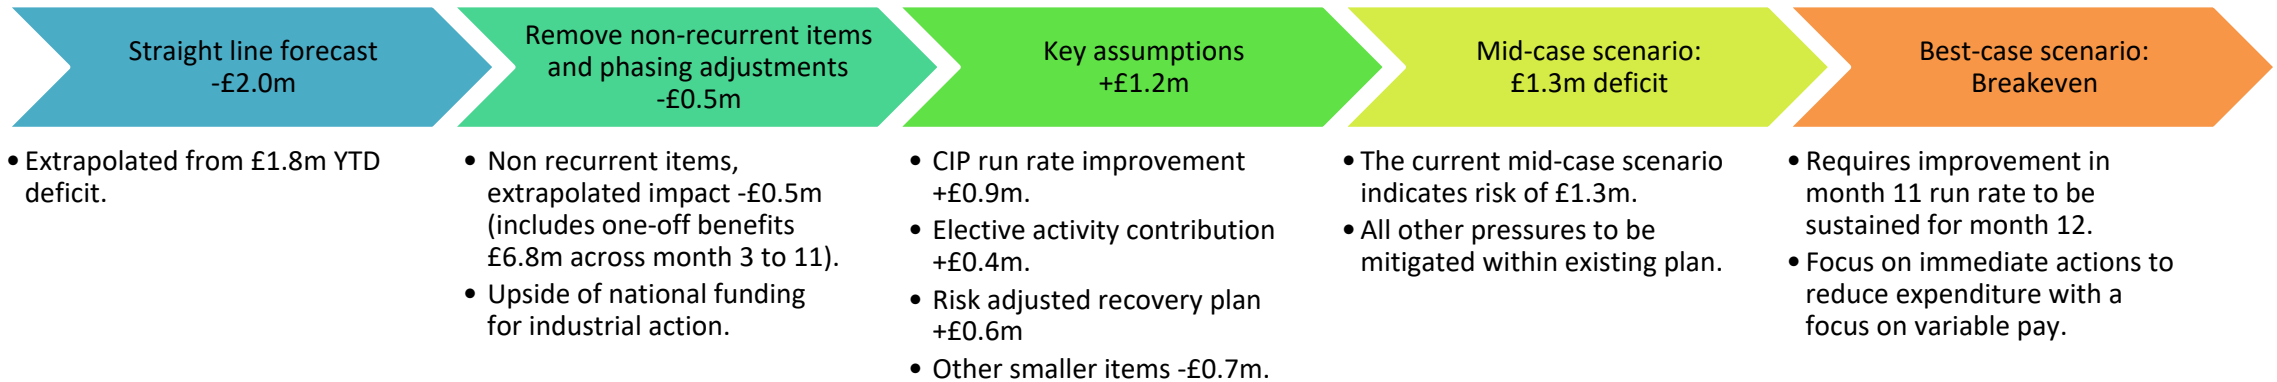 Straight line forecast
-£2.0m
• Extrapolated from £1.8m YTD
deficit.
Remove non-recurrent items
and phasing adjustments
-£0.5m
• Non recurrent items,
extrapolated impact -£0.5m
(includes one-off benefits
£6.8m across month 3 to 11).
• Upside of national funding
for industrial action.
Key assumptions
+£1.2m
• CIP run rate improvement
+£0.9m.
• Elective activity contribution
+£0.4m.
• Risk adjusted recovery plan
+£0.6m
• Other smaller items -£0.7m.
Mid-case scenario:
£1.3m deficit
• The current mid-case scenario
indicates risk of £1.3m.
• All other pressures to be
mitigated within existing plan.
Best-case scenario:
Breakeven
• Requires improvement in
month 11 run rate to be
sustained for month 12.
• Focus on immediate actions to
reduce expenditure with a
focus on variable pay.